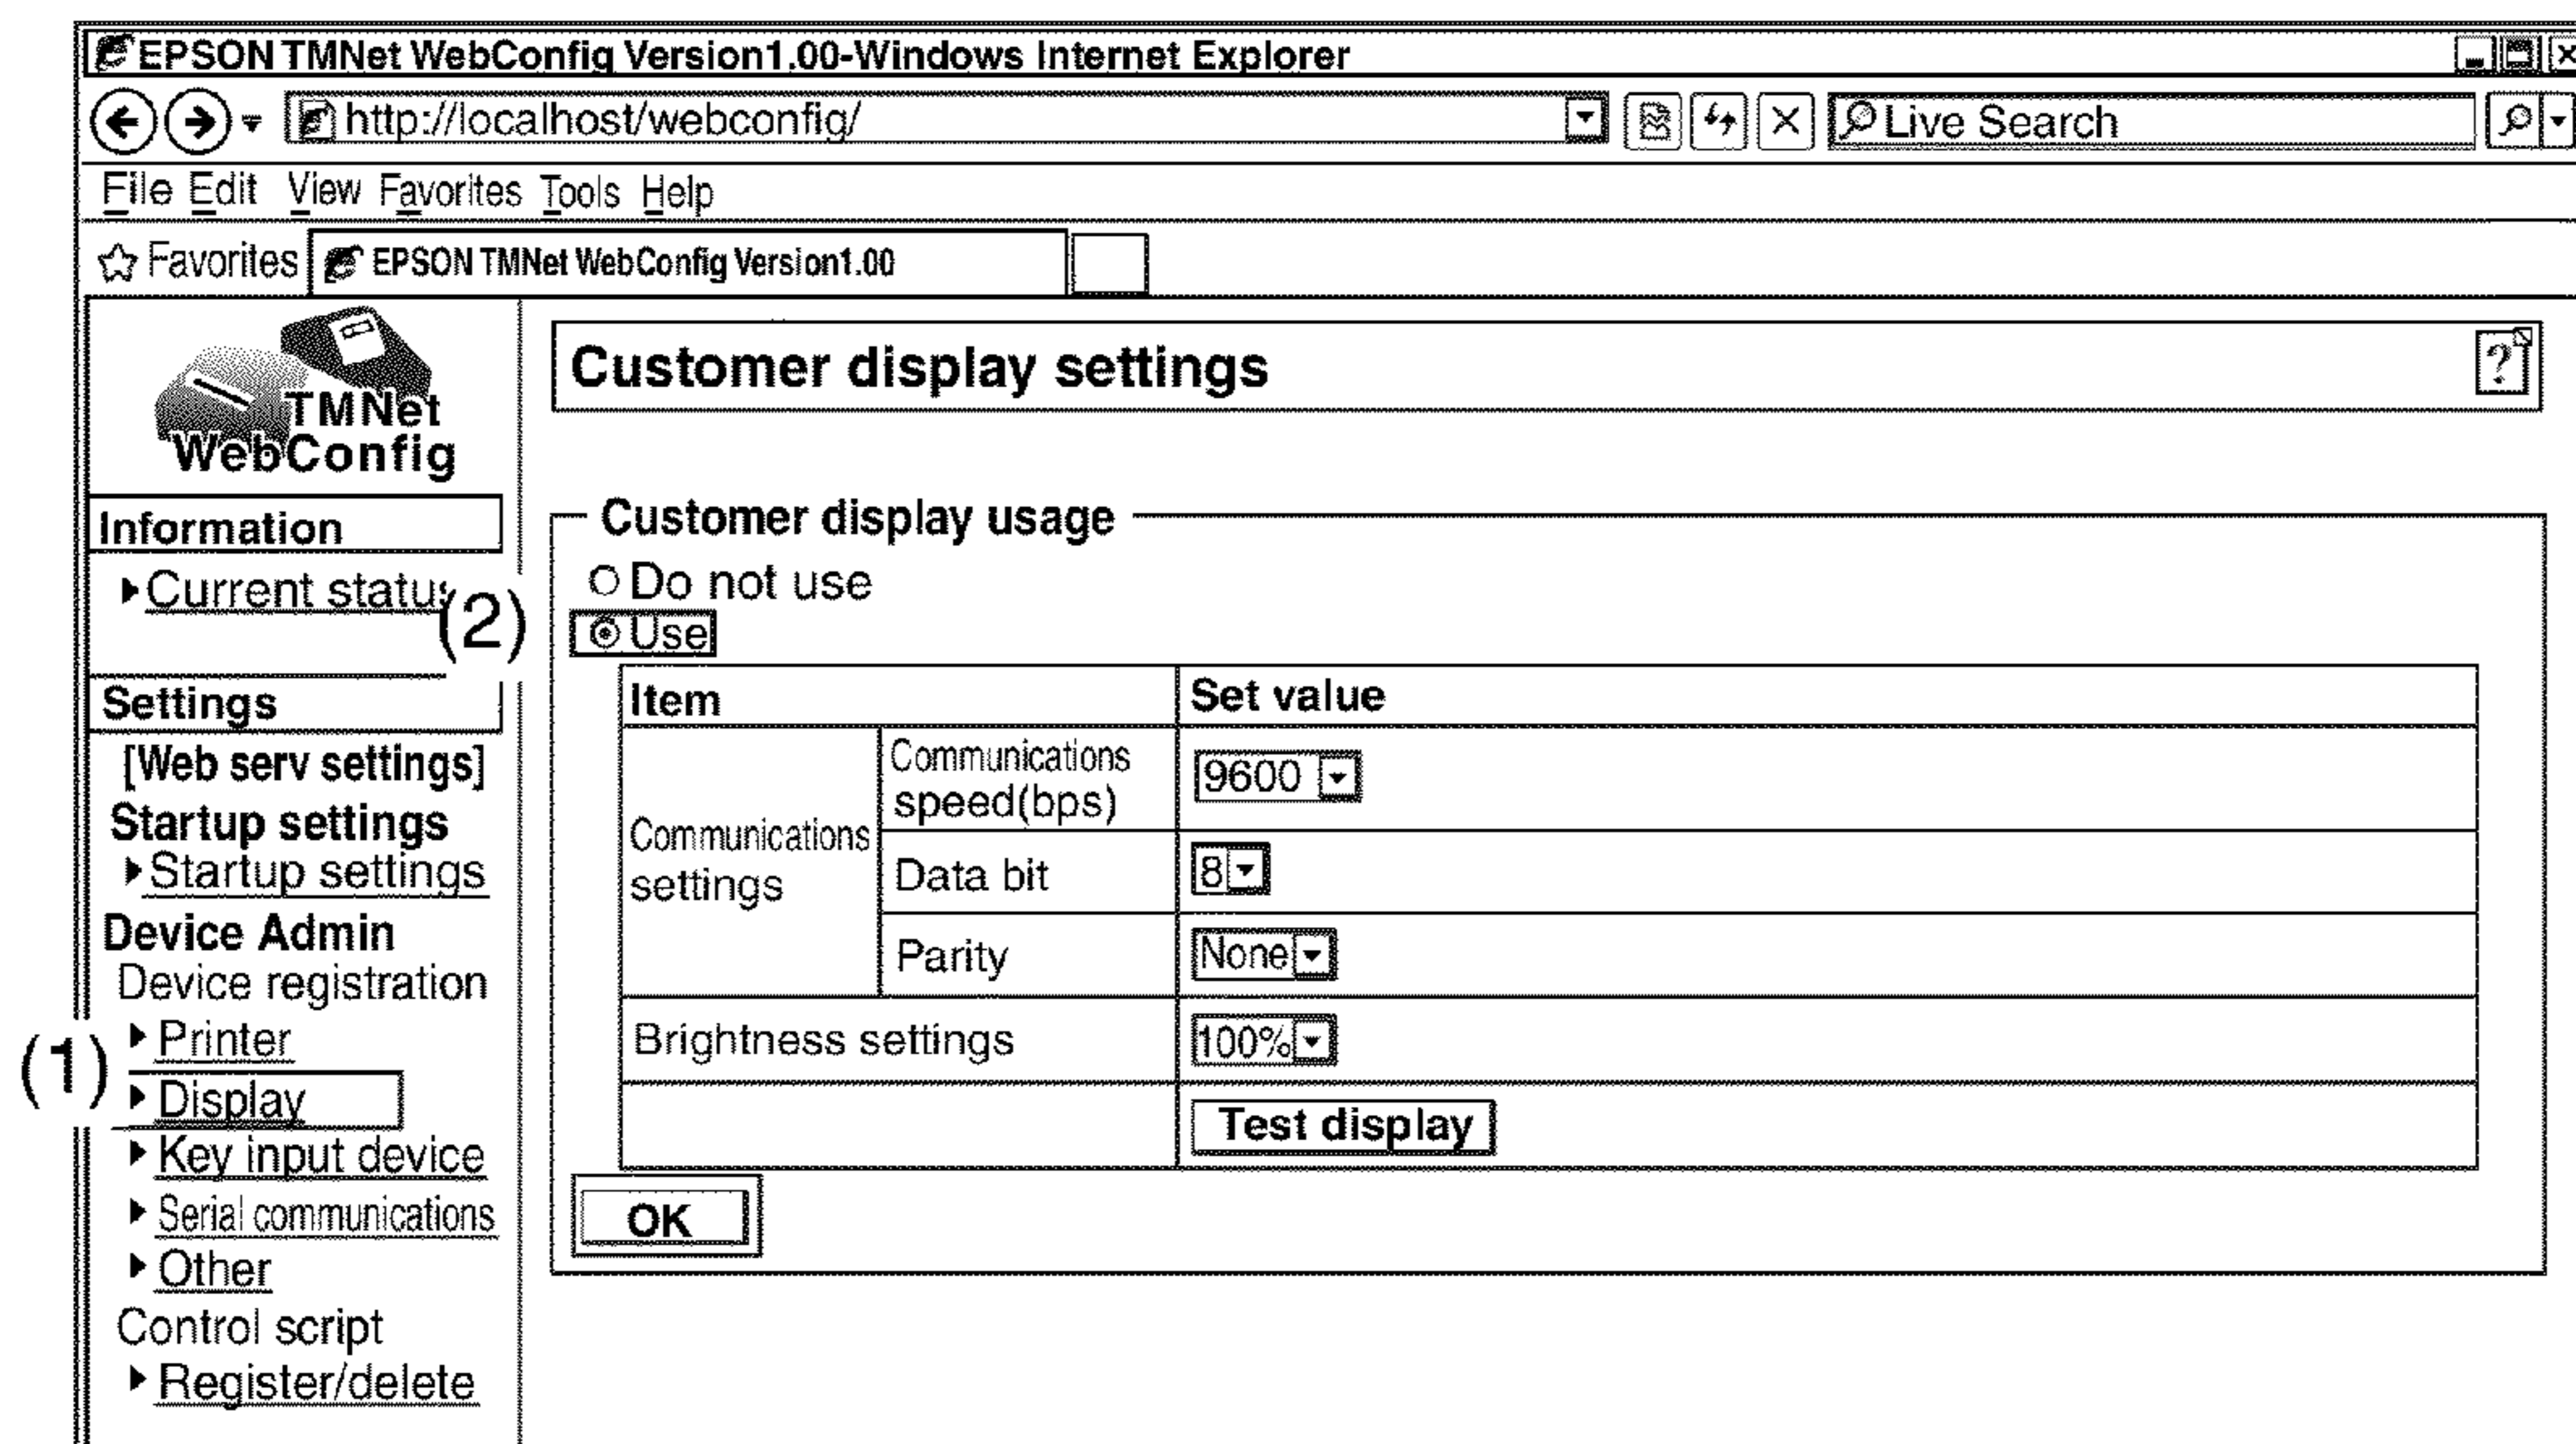 EPSON TMNet WebConfig Version1.00-Windows Internet Explorer
http://localhost/webconfig/
Live Search
File Edit View Favorites Tools Help
Favorites
EPSON TMNet WebConfig Version1.00
TMNet
WebConfig
Information
Current status
(2)
Settings
[Web serv settings]
Startup settings
Startup settings
Device Admin
Device registration
(1)
Printer
Display
Key input device
Serial communications
Other
Control script
Register/delete
Customer display settings
?
Customer display usage
Do not use
Use
Item Set value
Communications
settings
Communications
speed(bps)
9600
Data bit 8
Parity None
Brightness settings 100%
Test display
OK